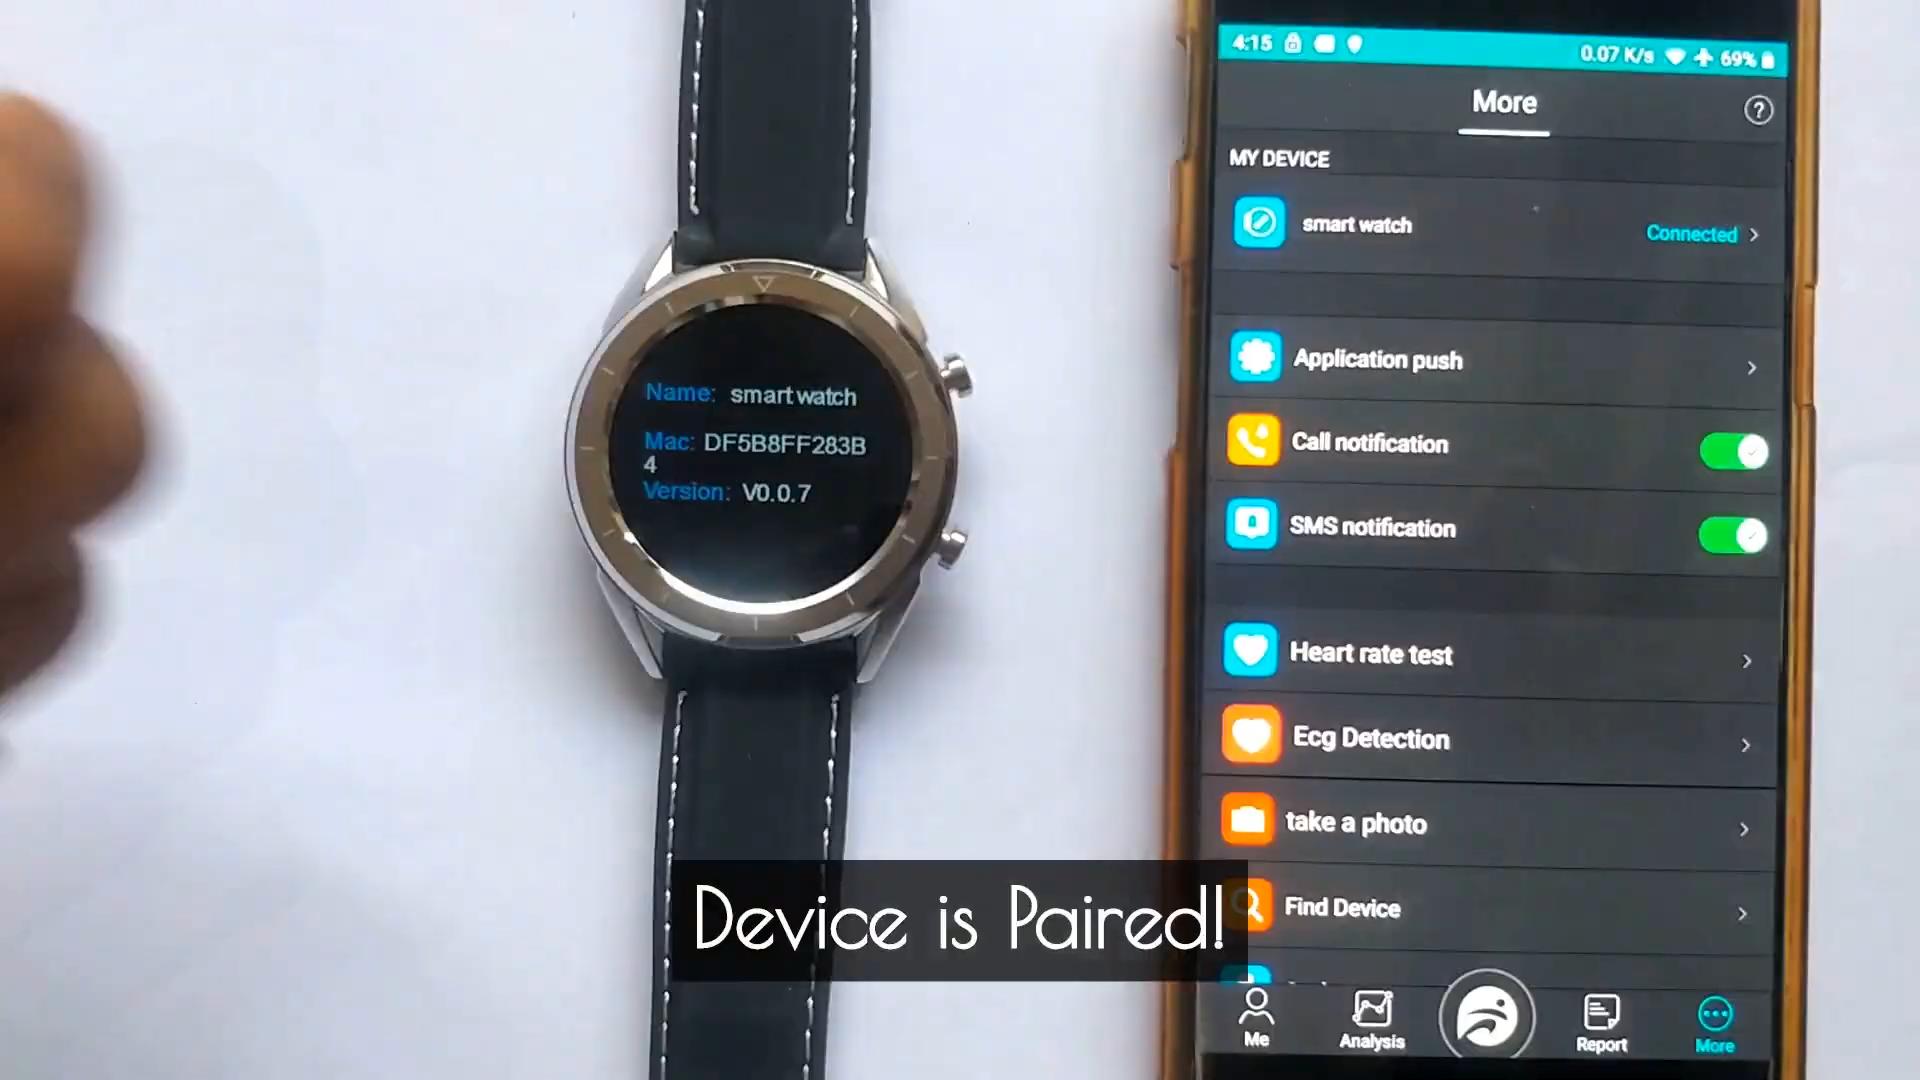 Name: smart watch
Mac: DF5B8FF283B
4
Version: V0.0.7
4:15
0.07 K/s
69%
More
?
MY DEVICE
smart watch
Connected
Application push
Call notification
SMS notification
Heart rate test
Ecg Detection
take a photo
Find Device
Me
Analysis
Report
More
Device is Paired!